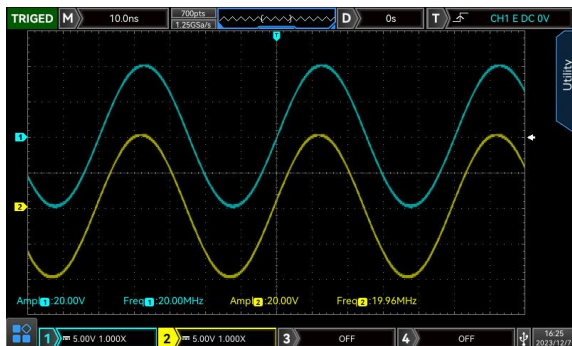 TRIGED M 10.0ns 700pts 1.25GSa/s D 0s T CH1 E DC 0V
Utility
T
1
2
Ampl 1:20.00V Freq 1:20.00MHz Ampl 2:20.00V Freq 2:19.96MHz
1 5.00V 1.000X 2 5.00V 1.000X 3 OFF 4 OFF 16:25
2023/12/7